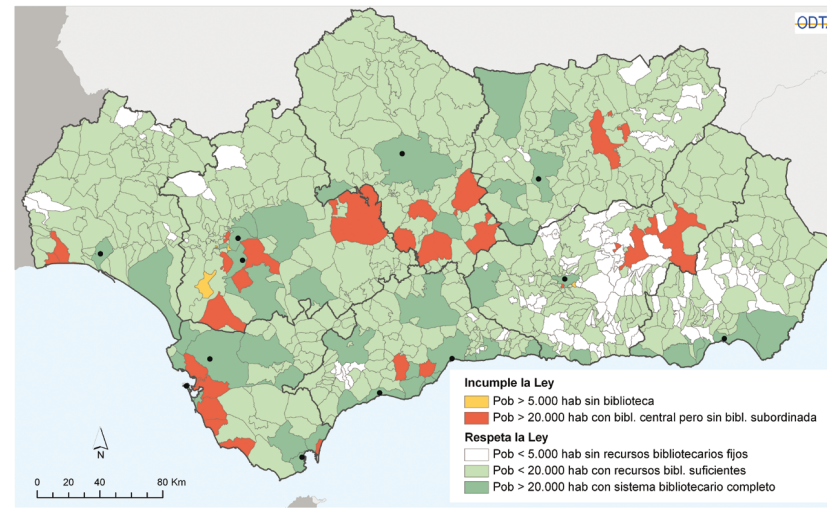 ODT
Incumple la Ley
Pob > 5.000 hab sin biblioteca
Pob > 20.000 hab con bibl. central pero sin bibl. subordinada
Respeta la Ley
Pob < 5.000 hab sin recursos bibliotecarios fijos
Pob < 20.000 hab con recursos bibl. suficientes
Pob > 20.000 hab con sistema bibliotecario completo
N
0 20 40 80 Km